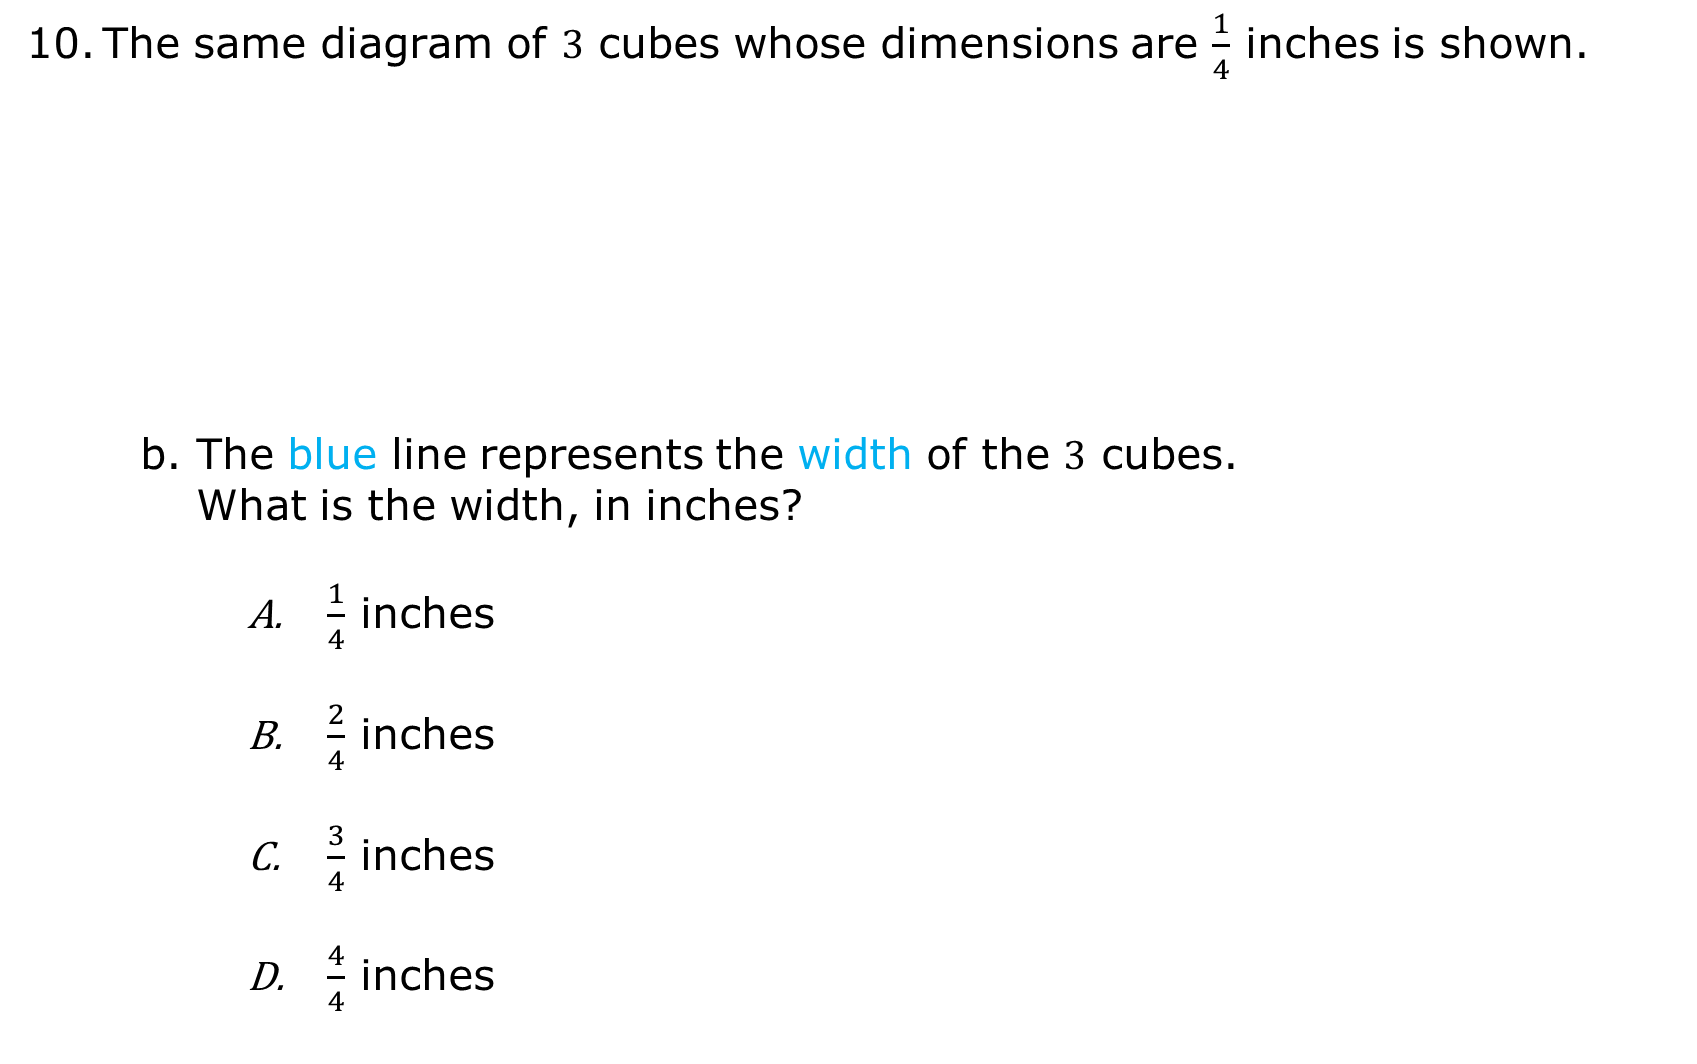 10. The same diagram of 3 cubes whose dimensions are 1/4 inches is shown.
b. The blue line represents the width of the 3 cubes.
What is the width, in inches?
A. 1/4 inches
B. 2/4 inches
C. 3/4 inches
D. 4/4 inches